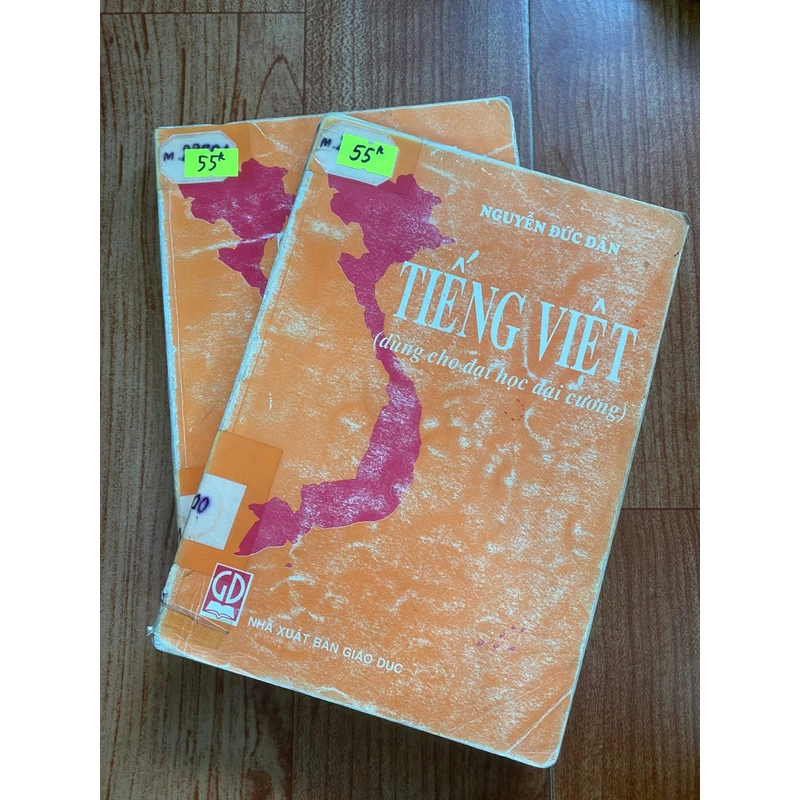 55k
55k
NGUYỄN ĐỨC DÂN
TIẾNG VIỆT
(dùng cho đại học đại cương)
00
GD
NHÀ XUẤT BẢN GIÁO DỤC